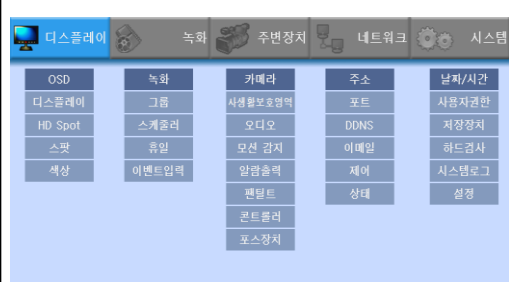 디스플레이 녹화 주변장치 네트워크 시스템
OSD 녹화 카메라 주소 날짜/시간
디스플레이 그룹 사생활보호영역 포트 사용자권한
HD Spot 스케줄러 오디오 DDNS 저장장치
스팟 휴일 모션 감지 이메일 하드검사
색상 이벤트입력 알람출력 제어 시스템로그
팬틸트 상태 설정
콘트롤러
포스장치